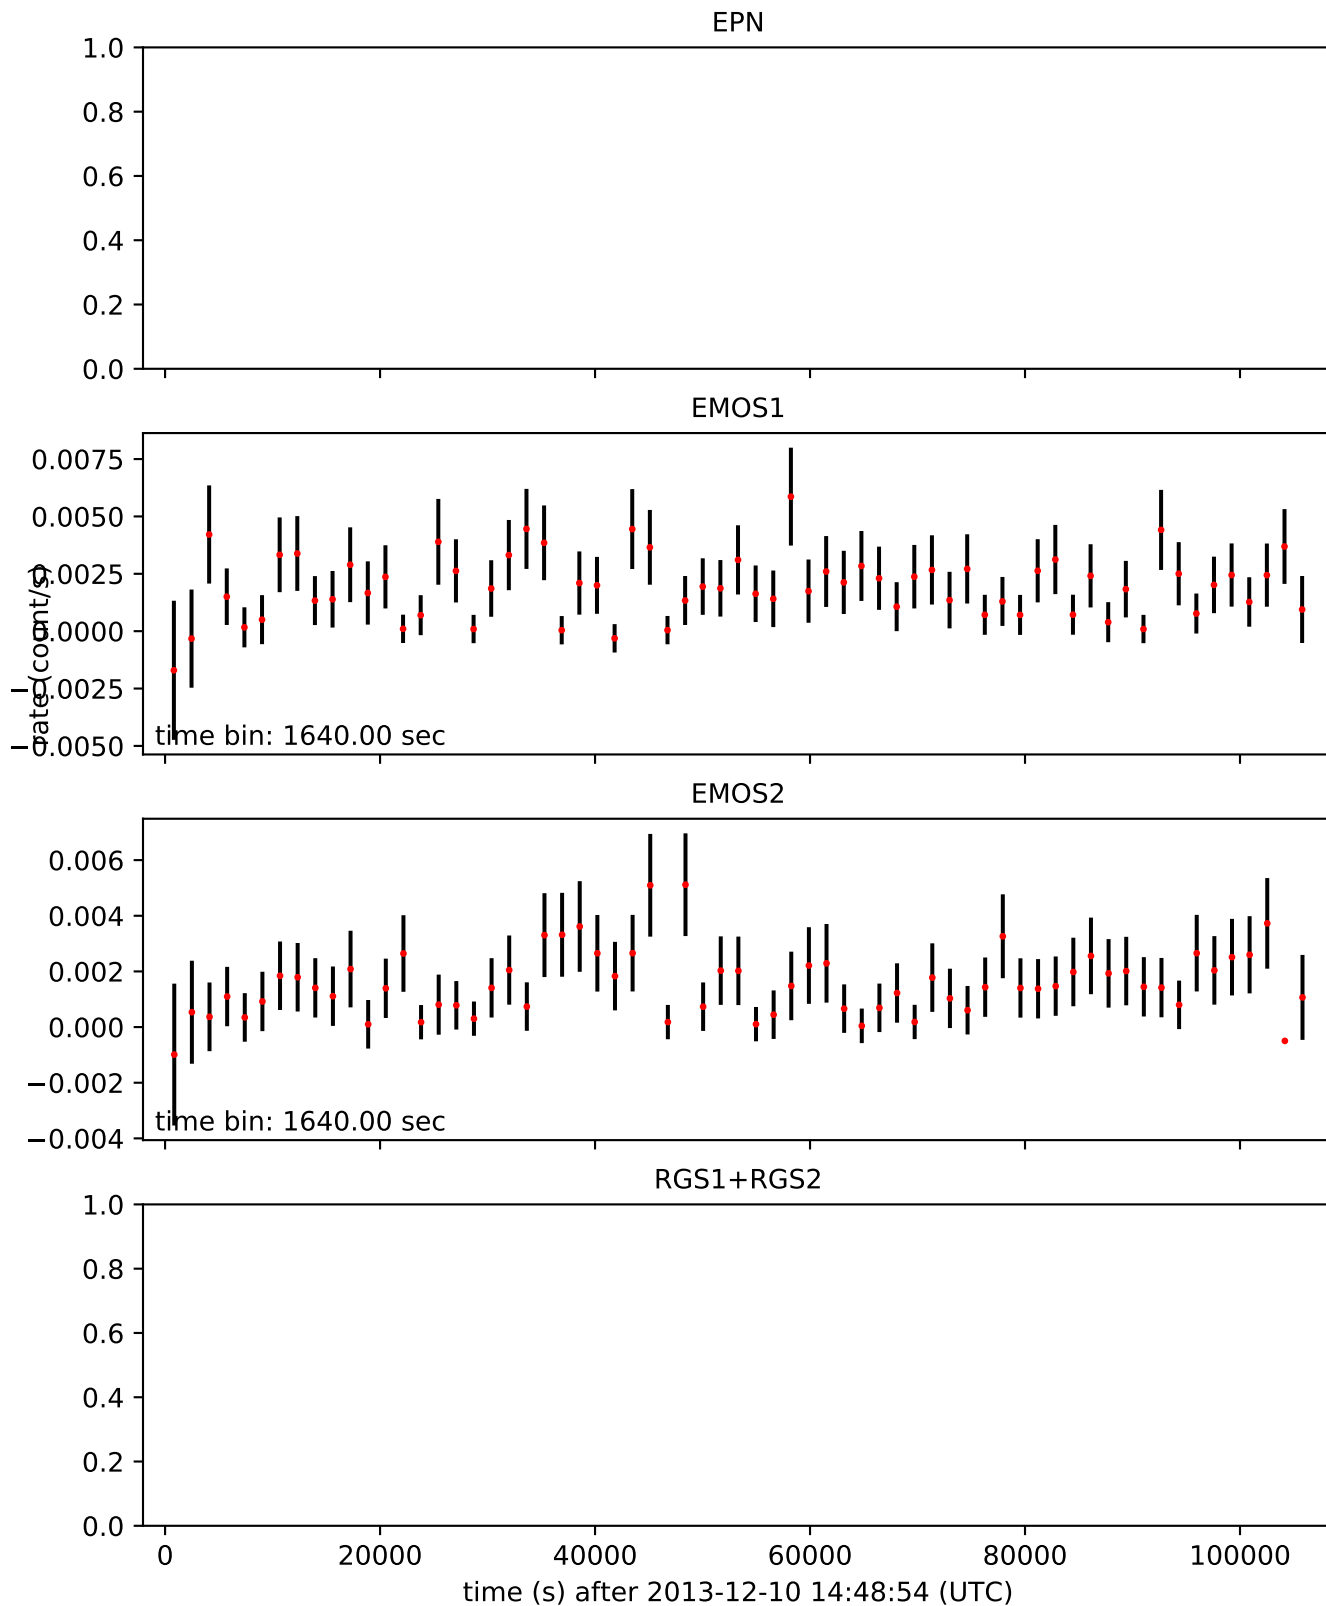 EPN
1.0
0.8
0.6
0.4
0.2
0.0
EMOS1
0.0075
0.0050
0.0025
0.0000
−0.0025
−0.0050
rate (count/s)
time bin: 1640.00 sec
EMOS2
0.006
0.004
0.002
0.000
−0.002
−0.004
time bin: 1640.00 sec
RGS1+RGS2
1.0
0.8
0.6
0.4
0.2
0.0
0 20000 40000 60000 80000 100000
time (s) after 2013-12-10 14:48:54 (UTC)